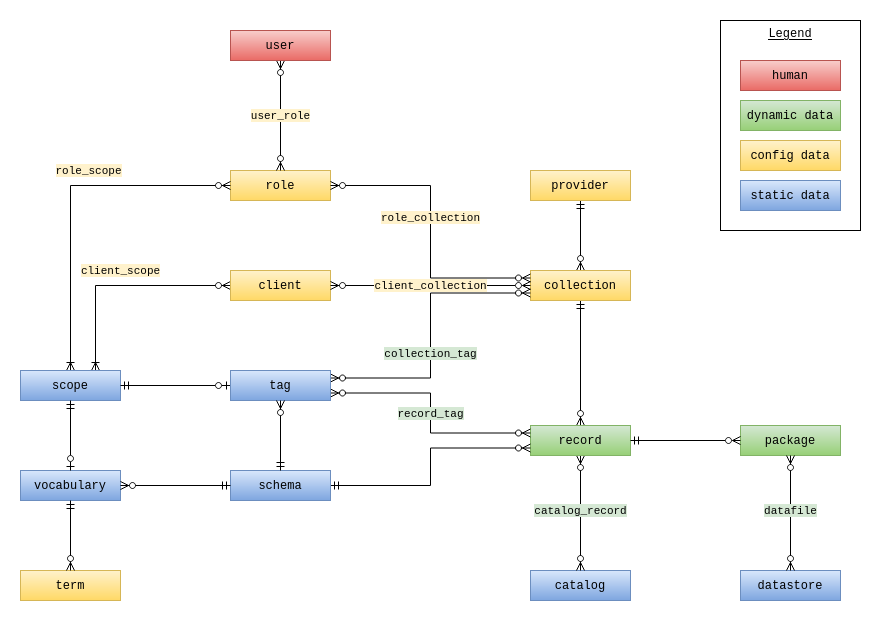 user
Legend
human
user_role
dynamic data
config data
role_scope
role
provider
static data
role_collection
client_scope
client
client_collection
collection
collection_tag
scope
tag
record_tag
record
package
vocabulary
schema
catalog_record
datafile
term
catalog
datastore